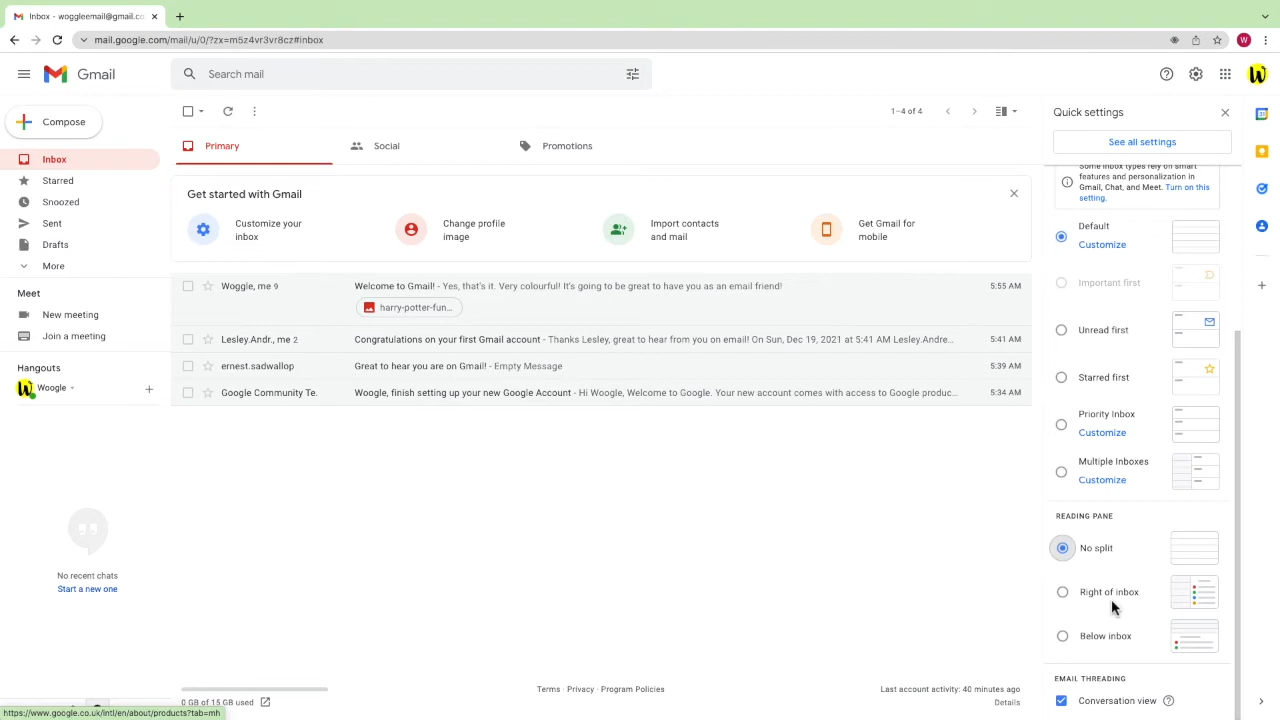 Inbox - woggleemail@gmail.co
mail.google.com/mail/u/0/?zx=m5z4vr3vr8cz#inbox
W
Gmail
Search mail
Compose
1–4 of 4
Quick settings
See all settings
Inbox
Starred
Snoozed
Sent
Drafts
More
Meet
New meeting
Join a meeting
Hangouts
Woogle
No recent chats
Start a new one
Primary
Social
Promotions
Get started with Gmail
Customize your
inbox
Change profile
image
Import contacts
and mail
Get Gmail for
mobile
Woggle, me 9 Welcome to Gmail! - Yes, that's it. Very colourful! It's going to be great to have you as an email friend! 5:55 AM
harry-potter-fun...
Lesley.Andr., me 2 Congratulations on your first Gmail account - Thanks Lesley, great to hear from you on email! On Sun, Dec 19, 2021 at 5:41 AM Lesley.Andre... 5:41 AM
ernest.sadwallop Great to hear you are on Gmail! - Empty Message 5:39 AM
Google Community Te. Woogle, finish setting up your new Google Account - Hi Woogle, Welcome to Google. Your new account comes with access to Google produc... 5:34 AM
0 GB of 15 GB used
Terms · Privacy · Program Policies
Last account activity: 40 minutes ago
Details
Some inbox types rely on smart
features and personalization in
Gmail, Chat, and Meet. Turn on this
setting.
Default
Customize
Important first
Unread first
Starred first
Priority Inbox
Customize
Multiple Inboxes
Customize
READING PANE
No split
Right of inbox
Below inbox
EMAIL THREADING
Conversation view
https://www.google.co.uk/intl/en/about/products?tab=mh